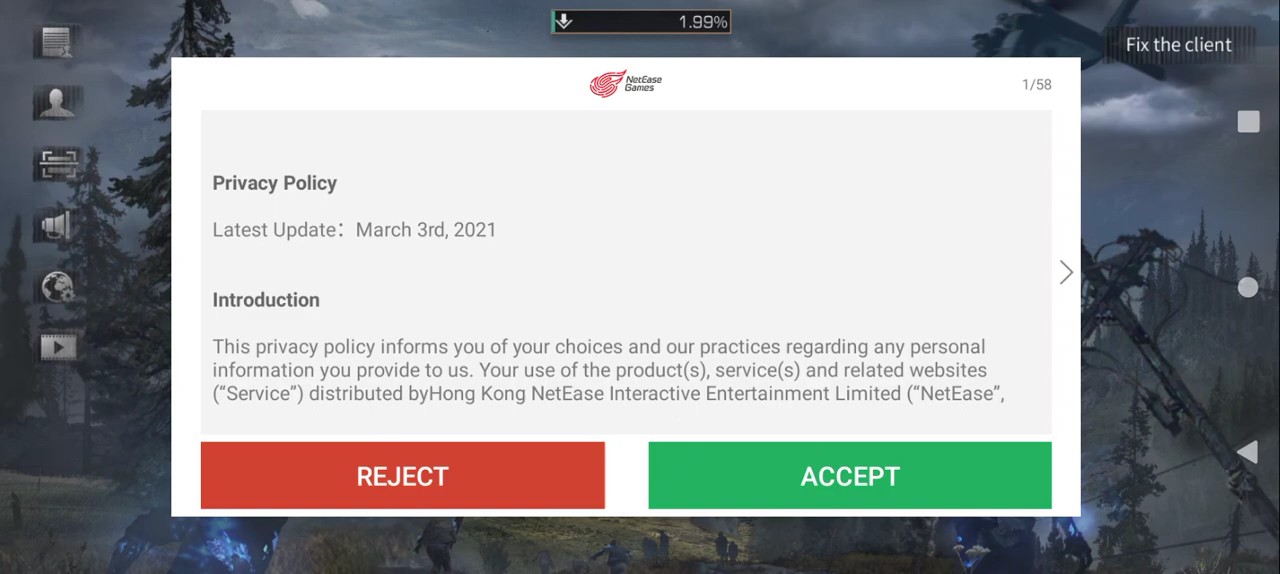 1.99%
Fix the client
NetEase
Games
1/58
Privacy Policy
Latest Update：March 3rd, 2021
Introduction
This privacy policy informs you of your choices and our practices regarding any personal
information you provide to us. Your use of the product(s), service(s) and related websites
(“Service”) distributed byHong Kong NetEase Interactive Entertainment Limited (“NetEase”,
REJECT
ACCEPT